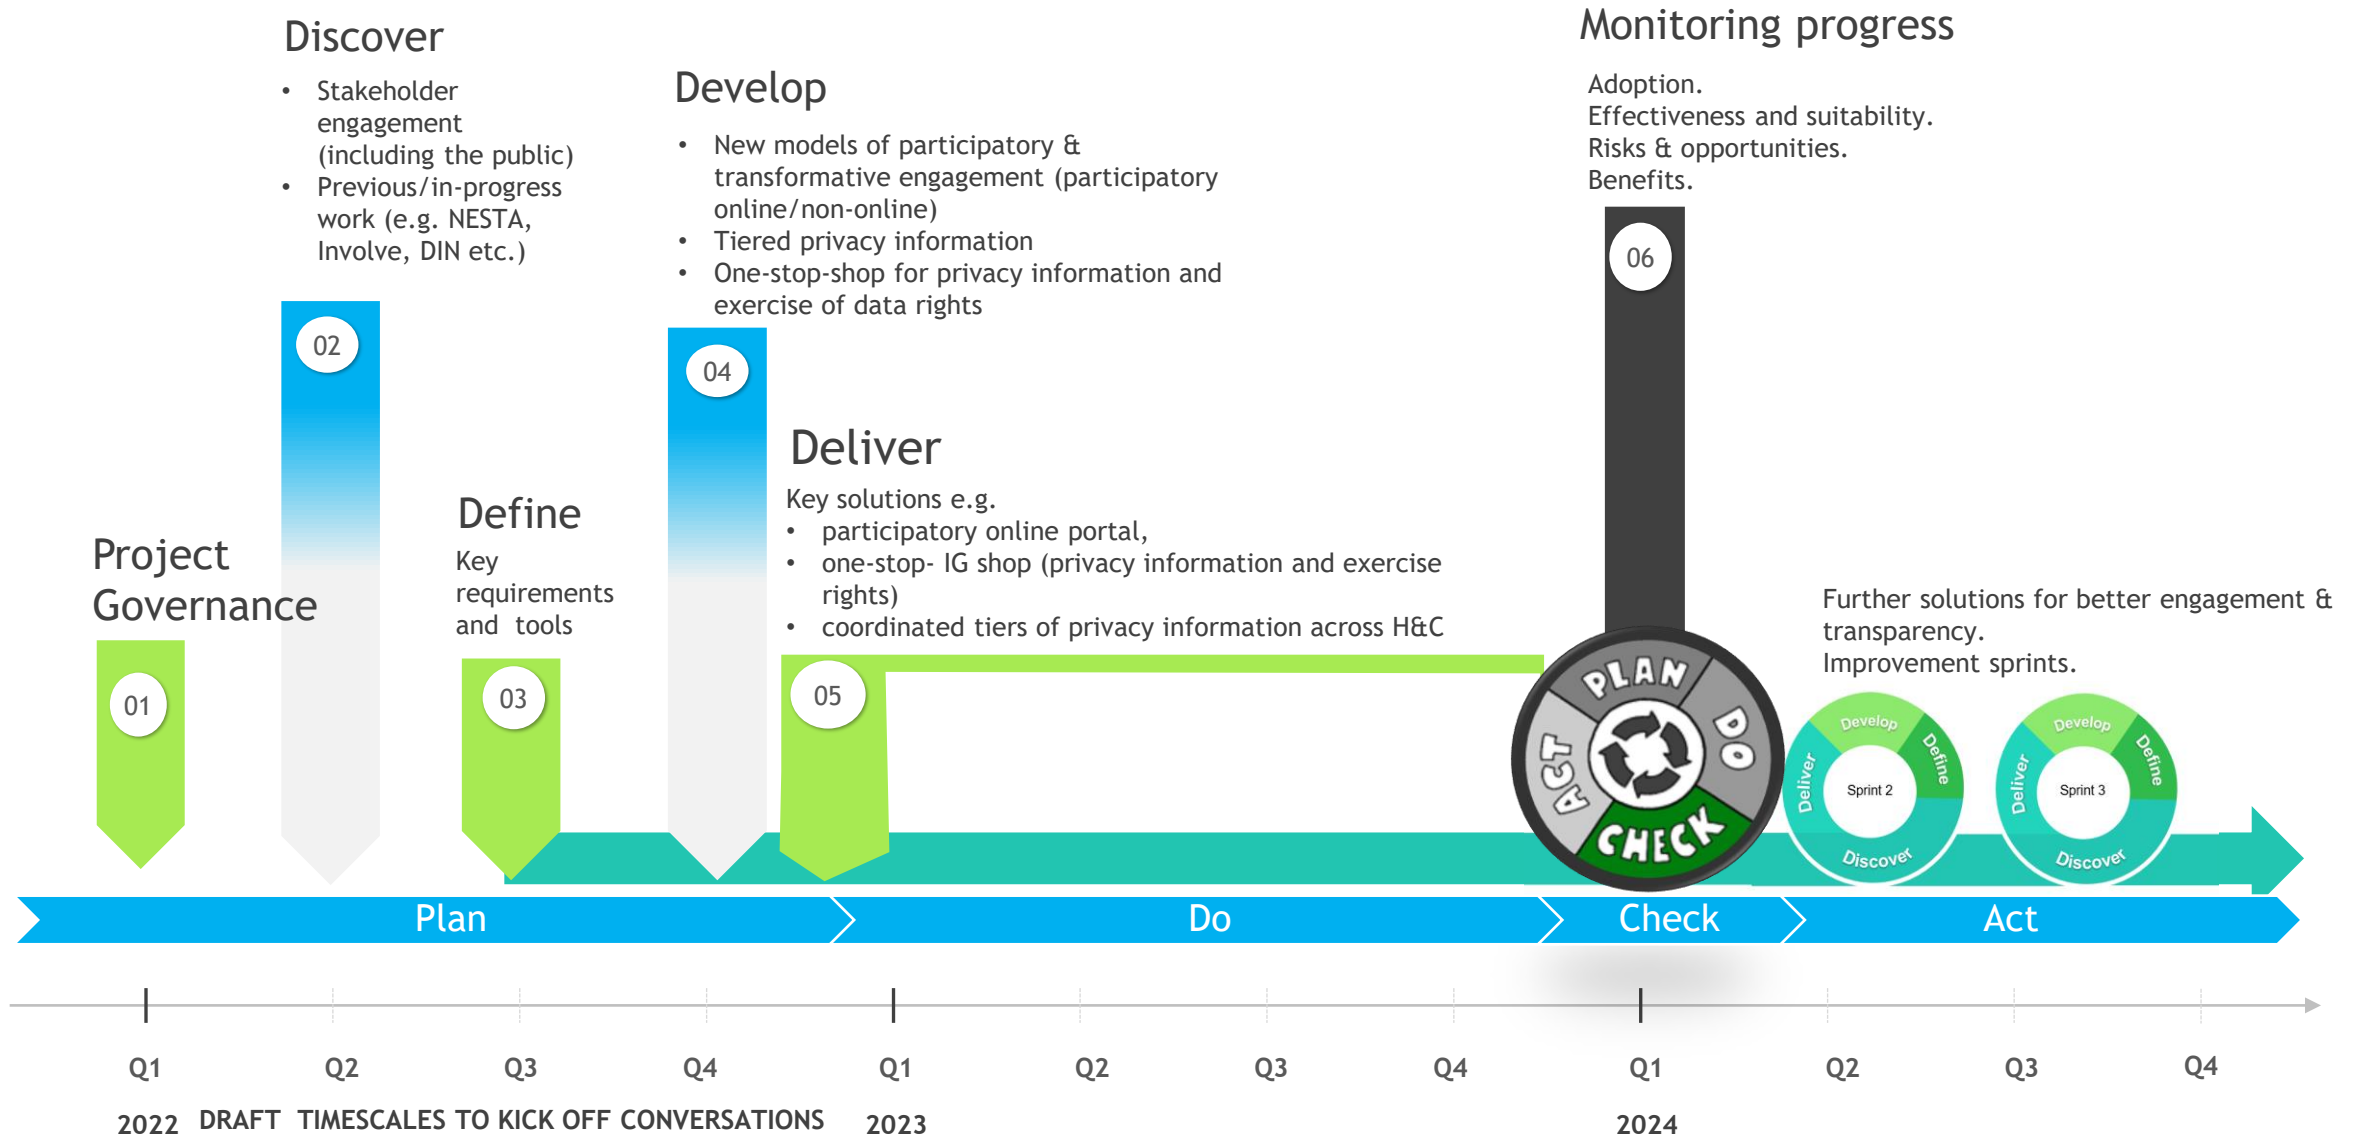 Discover
• Stakeholder
engagement
(including the public)
• Previous/in-progress
work (e.g. NESTA,
Involve, DIN etc.)
02
Develop
• New models of participatory &
transformative engagement (participatory
online/non-online)
• Tiered privacy information
• One-stop-shop for privacy information and
exercise of data rights
04
Monitoring progress
Adoption.
Effectiveness and suitability.
Risks & opportunities.
Benefits.
06
Project
Governance
01
Define
Key
requirements
and tools
03
Deliver
Key solutions e.g.
• participatory online portal,
• one-stop- IG shop (privacy information and exercise
rights)
• coordinated tiers of privacy information across H&C
05
PLAN
DO
CHECK
ACT
Further solutions for better engagement &
transparency.
Improvement sprints.
Develop
Define
Discover
Deliver
Sprint 2
Develop
Define
Discover
Deliver
Sprint 3
Plan
Do
Check
Act
Q1 Q2 Q3 Q4 Q1 Q2 Q3 Q4 Q1 Q2 Q3 Q4
2022 DRAFT TIMESCALES TO KICK OFF CONVERSATIONS 2023 2024